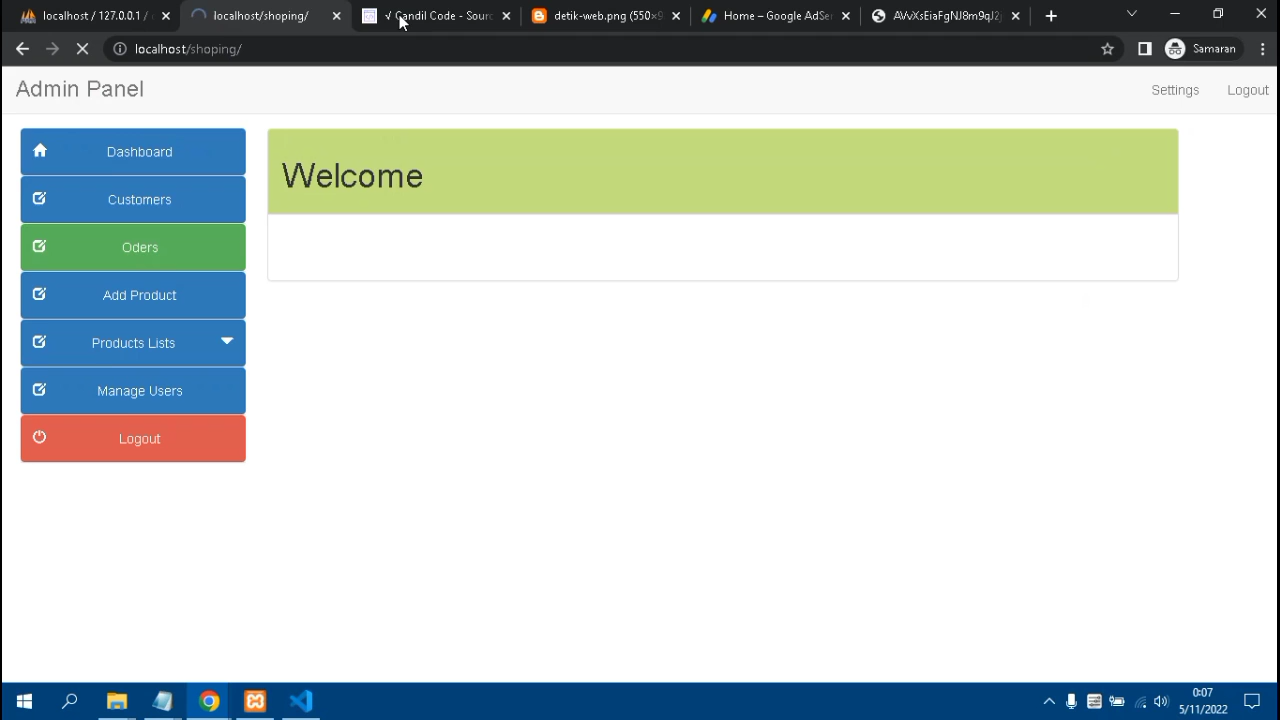 localhost / 127.0.0.1 /
localhost/shoping/
√ Candil Code - Sourc
detik-web.png (550×9
Home – Google AdSen
localhost/shoping/
Samaran
Admin Panel
Settings
Logout
Dashboard
Customers
Oders
Add Product
Products Lists
Manage Users
Logout
Welcome
0:07
5/11/2022